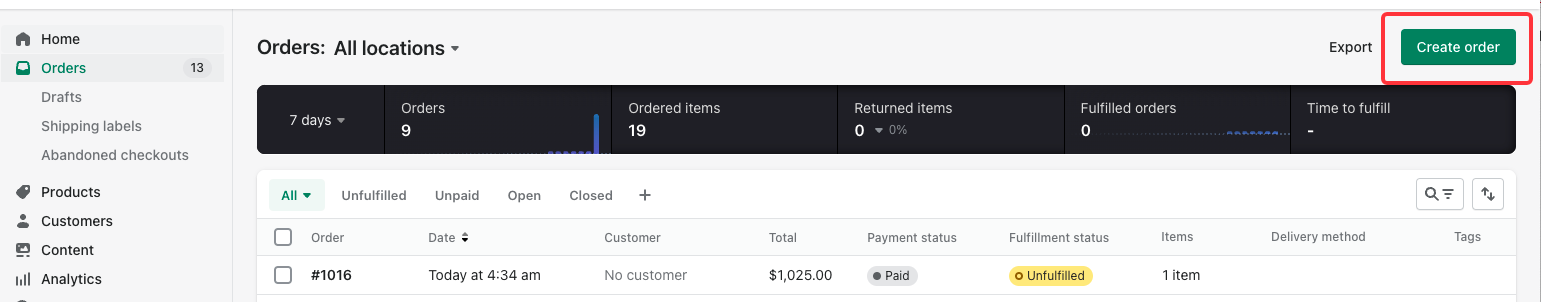 Home
Orders 13
Drafts
Shipping labels
Abandoned checkouts
Products
Customers
Content
Analytics
Orders: All locations
Export
Create order
7 days
Orders
9
Ordered items
19
Returned items
0 0%
Fulfilled orders
0
Time to fulfill
-
All Unfulfilled Unpaid Open Closed +
Order Date Customer Total Payment status Fulfillment status Items Delivery method Tags
#1016 Today at 4:34 am No customer $1,025.00 Paid Unfulfilled 1 item